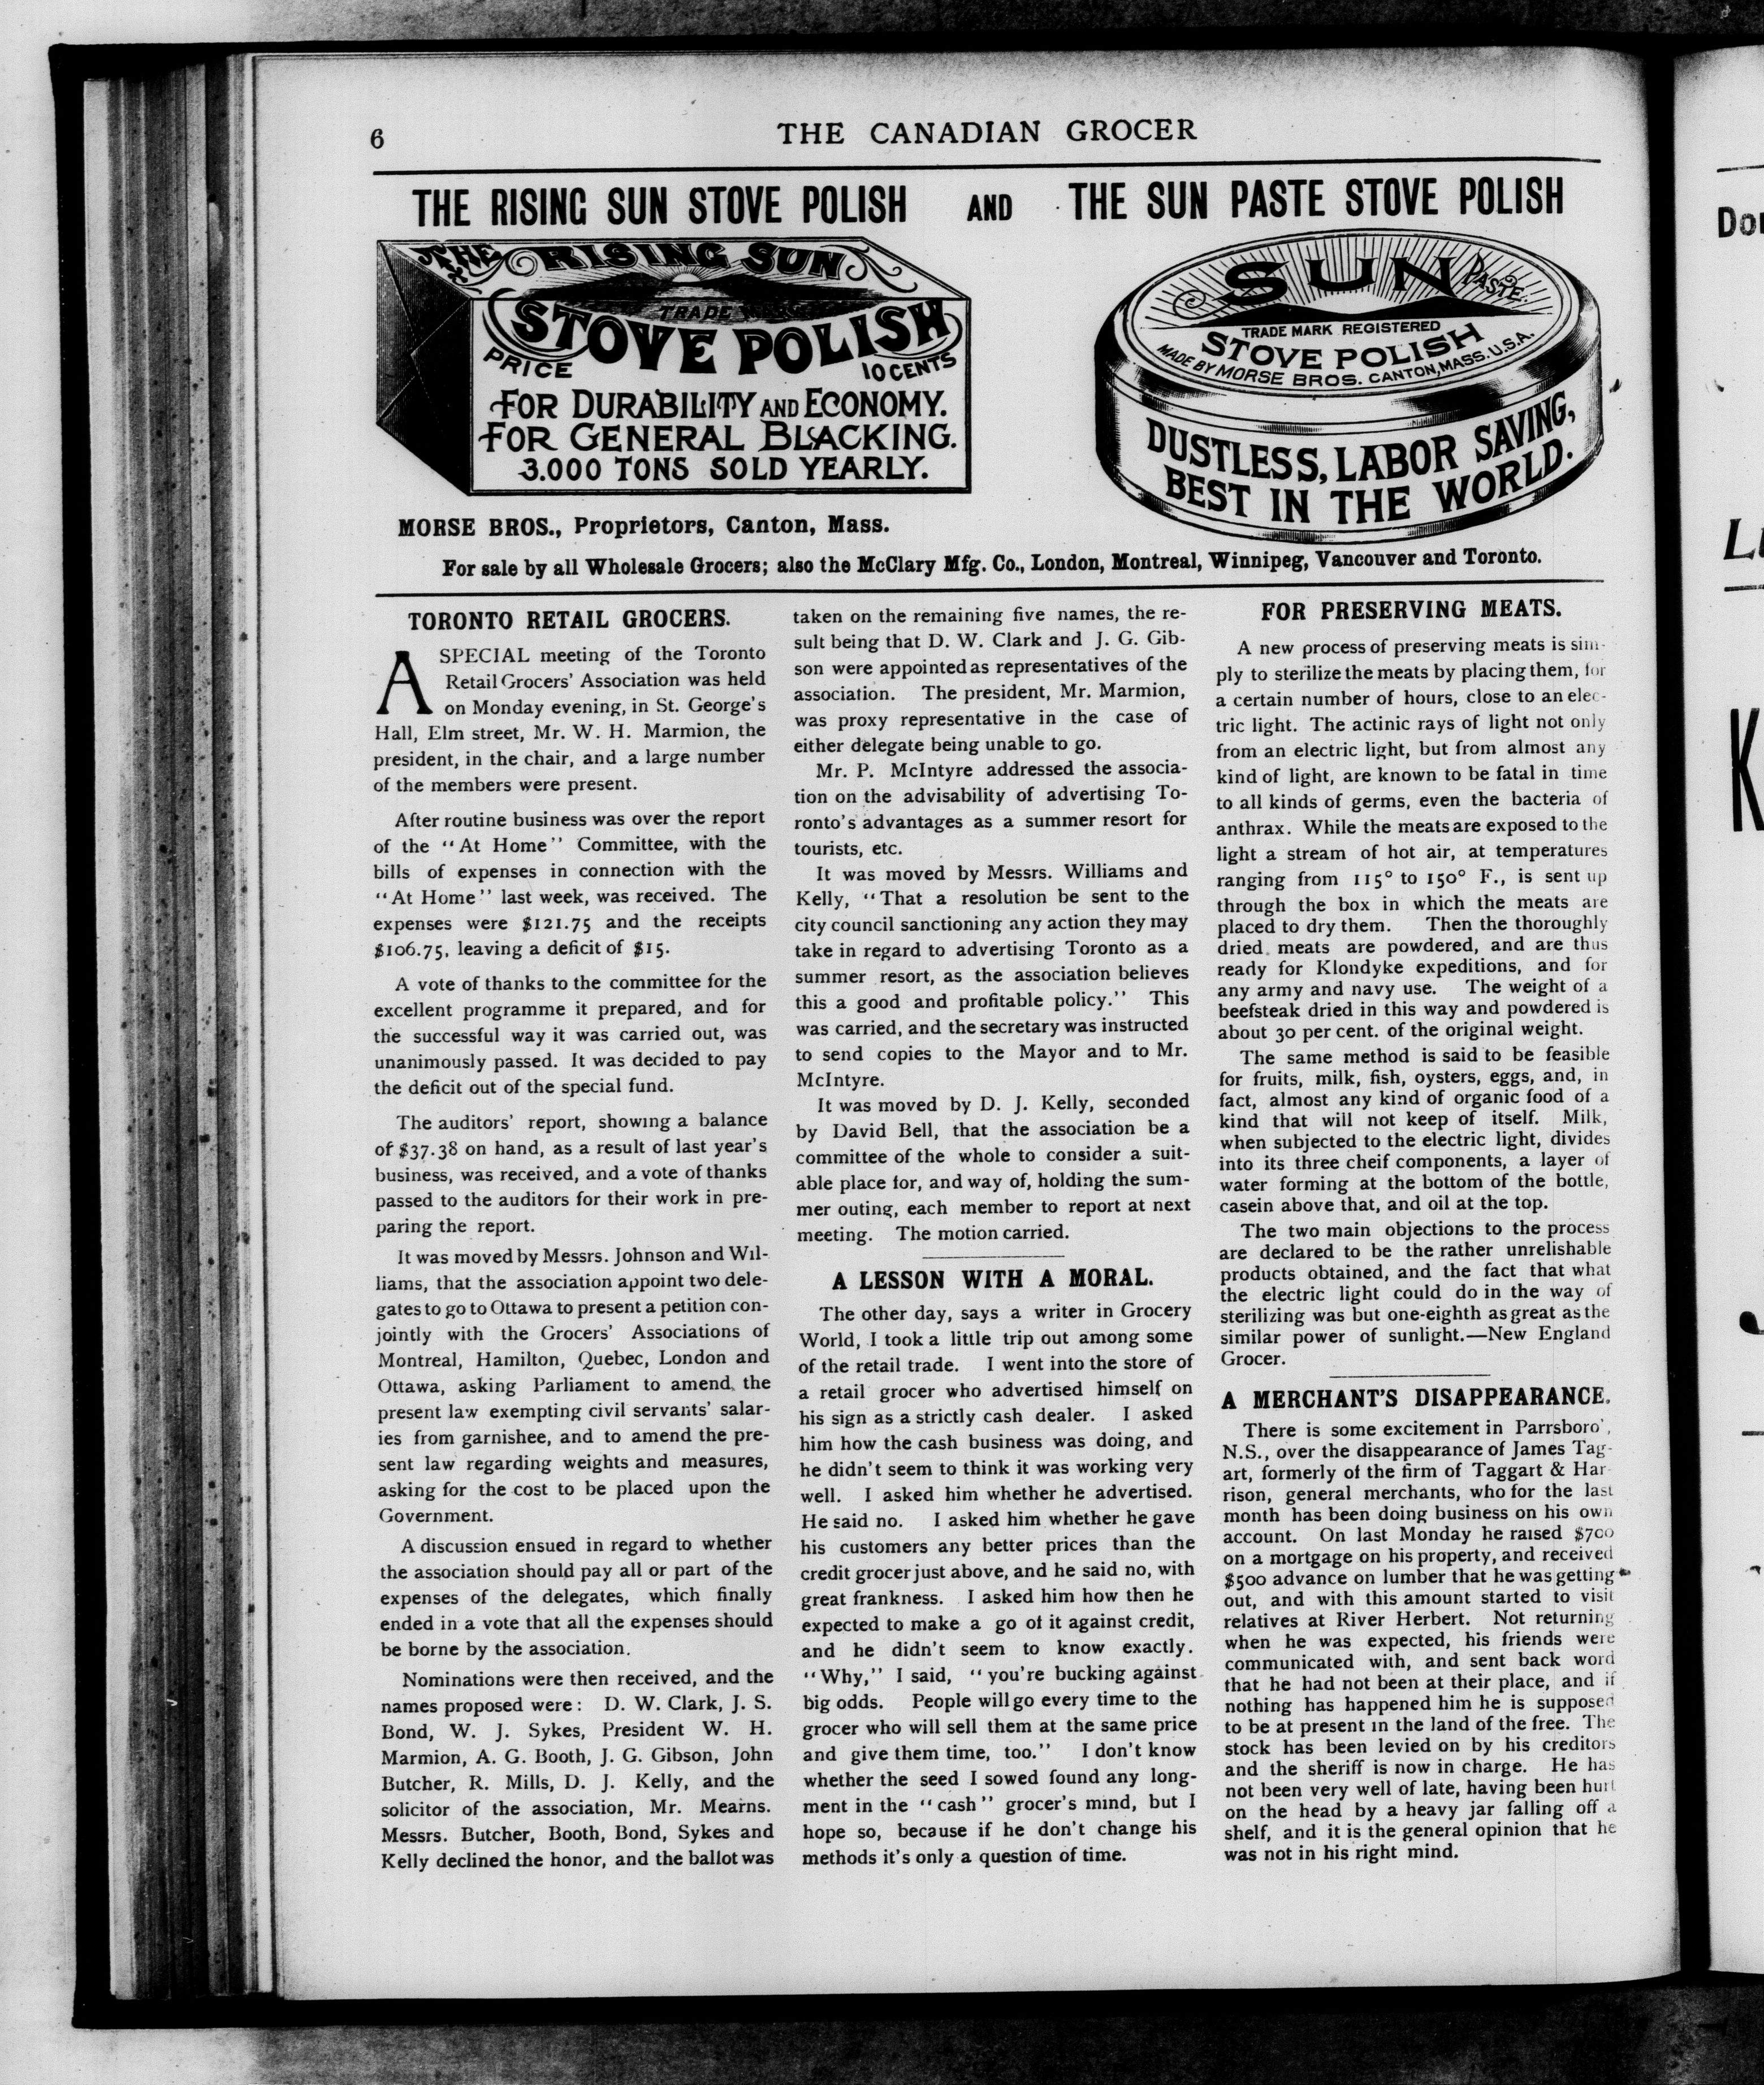 6
THE CANADIAN GROCER
THE RISING SUN STOVE POLISH AND THE SUN PASTE STOVE POLISH
THE RISING SUN
TRADE MARK
STOVE POLISH
PRICE 10 CENTS
FOR DURABILITY AND ECONOMY.
FOR GENERAL BLACKING.
3.000 TONS SOLD YEARLY.
SUN PASTE
TRADE MARK REGISTERED
STOVE POLISH
MADE BY MORSE BROS. CANTON, MASS. U.S.A.
DUSTLESS, LABOR SAVING,
BEST IN THE WORLD.
MORSE BROS., Proprietors, Canton, Mass.
For sale by all Wholesale Grocers; also the McClary Mfg. Co., London, Montreal, Winnipeg, Vancouver and Toronto.
TORONTO RETAIL GROCERS.
A SPECIAL meeting of the Toronto
Retail Grocers' Association was held
on Monday evening, in St. George's
Hall, Elm street, Mr. W. H. Marmion, the
president, in the chair, and a large number
of the members were present.
After routine business was over the report
of the "At Home" Committee, with the
bills of expenses in connection with the
"At Home" last week, was received. The
expenses were $121.75 and the receipts
$106.75, leaving a deficit of $15.
A vote of thanks to the committee for the
excellent programme it prepared, and for
the successful way it was carried out, was
unanimously passed. It was decided to pay
the deficit out of the special fund.
The auditors' report, showing a balance
of $37.38 on hand, as a result of last year's
business, was received, and a vote of thanks
passed to the auditors for their work in pre-
paring the report.
It was moved by Messrs. Johnson and Wil-
liams, that the association appoint two dele-
gates to go to Ottawa to present a petition con-
jointly with the Grocers' Associations of
Montreal, Hamilton, Quebec, London and
Ottawa, asking Parliament to amend the
present law exempting civil servants' salar-
ies from garnishee, and to amend the pre-
sent law regarding weights and measures,
asking for the cost to be placed upon the
Government.
A discussion ensued in regard to whether
the association should pay all or part of the
expenses of the delegates, which finally
ended in a vote that all the expenses should
be borne by the association.
Nominations were then received, and the
names proposed were: D. W. Clark, J. S.
Bond, W. J. Sykes, President W. H.
Marmion, A. G. Booth, J. G. Gibson, John
Butcher, R. Mills, D. J. Kelly, and the
solicitor of the association, Mr. Mearns.
Messrs. Butcher, Booth, Bond, Sykes and
Kelly declined the honor, and the ballot was
taken on the remaining five names, the re-
sult being that D. W. Clark and J. G. Gib-
son were appointed as representatives of the
association. The president, Mr. Marmion,
was proxy representative in the case of
either delegate being unable to go.
Mr. P. McIntyre addressed the associa-
tion on the advisability of advertising To-
ronto's advantages as a summer resort for
tourists, etc.
It was moved by Messrs. Williams and
Kelly, "That a resolution be sent to the
city council sanctioning any action they may
take in regard to advertising Toronto as a
summer resort, as the association believes
this a good and profitable policy." This
was carried, and the secretary was instructed
to send copies to the Mayor and to Mr.
McIntyre.
It was moved by D. J. Kelly, seconded
by David Bell, that the association be a
committee of the whole to consider a suit-
able place for, and way of, holding the sum-
mer outing, each member to report at next
meeting. The motion carried.
A LESSON WITH A MORAL.
The other day, says a writer in Grocery
World, I took a little trip out among some
of the retail trade. I went into the store of
a retail grocer who advertised himself on
his sign as a strictly cash dealer. I asked
him how the cash business was doing, and
he didn't seem to think it was working very
well. I asked him whether he advertised.
He said no. I asked him whether he gave
his customers any better prices than the
credit grocer just above, and he said no, with
great frankness. I asked him how then he
expected to make a go of it against credit,
and he didn't seem to know exactly.
"Why," I said, "you're bucking against
big odds. People will go every time to the
grocer who will sell them at the same price
and give them time, too." I don't know
whether the seed I sowed found any long-
ment in the "cash" grocer's mind, but I
hope so, because if he don't change his
methods it's only a question of time.
FOR PRESERVING MEATS.
A new process of preserving meats is sim-
ply to sterilize the meats by placing them, for
a certain number of hours, close to an elec-
tric light. The actinic rays of light not only
from an electric light, but from almost any
kind of light, are known to be fatal in time
to all kinds of germs, even the bacteria of
anthrax. While the meats are exposed to the
light a stream of hot air, at temperatures
ranging from 115° to 150° F., is sent up
through the box in which the meats are
placed to dry them. Then the thoroughly
dried meats are powdered, and are thus
ready for Klondyke expeditions, and for
any army and navy use. The weight of a
beefsteak dried in this way and powdered is
about 30 per cent. of the original weight.
The same method is said to be feasible
for fruits, milk, fish, oysters, eggs, and, in
fact, almost any kind of organic food of a
kind that will not keep of itself. Milk,
when subjected to the electric light, divides
into its three cheif components, a layer of
water forming at the bottom of the bottle,
casein above that, and oil at the top.
The two main objections to the process
are declared to be the rather unrelishable
products obtained, and the fact that what
the electric light could do in the way of
sterilizing was but one-eighth as great as the
similar power of sunlight.—New England
Grocer.
A MERCHANT'S DISAPPEARANCE.
There is some excitement in Parrsboro',
N.S., over the disappearance of James Tag-
art, formerly of the firm of Taggart & Har-
rison, general merchants, who for the last
month has been doing business on his own
account. On last Monday he raised $700
on a mortgage on his property, and received
$500 advance on lumber that he was getting
out, and with this amount started to visit
relatives at River Herbert. Not returning
when he was expected, his friends were
communicated with, and sent back word
that he had not been at their place, and if
nothing has happened him he is supposed
to be at present in the land of the free. The
stock has been levied on by his creditors
and the sheriff is now in charge. He has
not been very well of late, having been hurt
on the head by a heavy jar falling off a
shelf, and it is the general opinion that he
was not in his right mind.